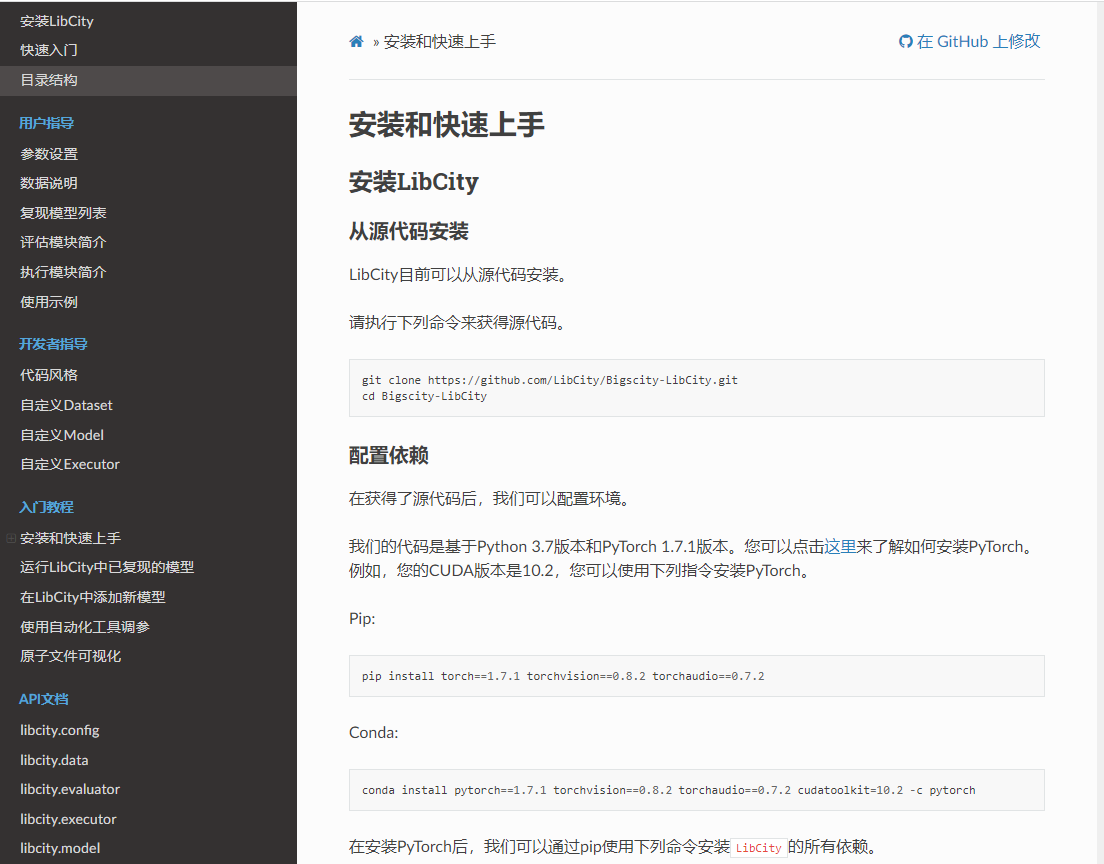 安装LibCity
快速入门
目录结构
用户指导
参数设置
数据说明
复现模型列表
评估模块简介
执行模块简介
使用示例
开发者指导
代码风格
自定义Dataset
自定义Model
自定义Executor
入门教程
安装和快速上手
运行LibCity中已复现的模型
在LibCity中添加新模型
使用自动化工具调参
原子文件可视化
API文档
libcity.config
libcity.data
libcity.evaluator
libcity.executor
libcity.model
» 安装和快速上手
在 GitHub 上修改
安装和快速上手
安装LibCity
从源代码安装
LibCity目前可以从源代码安装。
请执行下列命令来获得源代码。
git clone https://github.com/LibCity/Bigscity-LibCity.git
cd Bigscity-LibCity
配置依赖
在获得了源代码后，我们可以配置环境。
我们的代码是基于Python 3.7版本和PyTorch 1.7.1版本。您可以点击这里来了解如何安装PyTorch。
例如，您的CUDA版本是10.2，您可以使用下列指令安装PyTorch。
Pip:
pip install torch==1.7.1 torchvision==0.8.2 torchaudio==0.7.2
Conda:
conda install pytorch==1.7.1 torchvision==0.8.2 torchaudio==0.7.2 cudatoolkit=10.2 -c pytorch
在安装PyTorch后，我们可以通过pip使用下列命令安装 LibCity 的所有依赖。